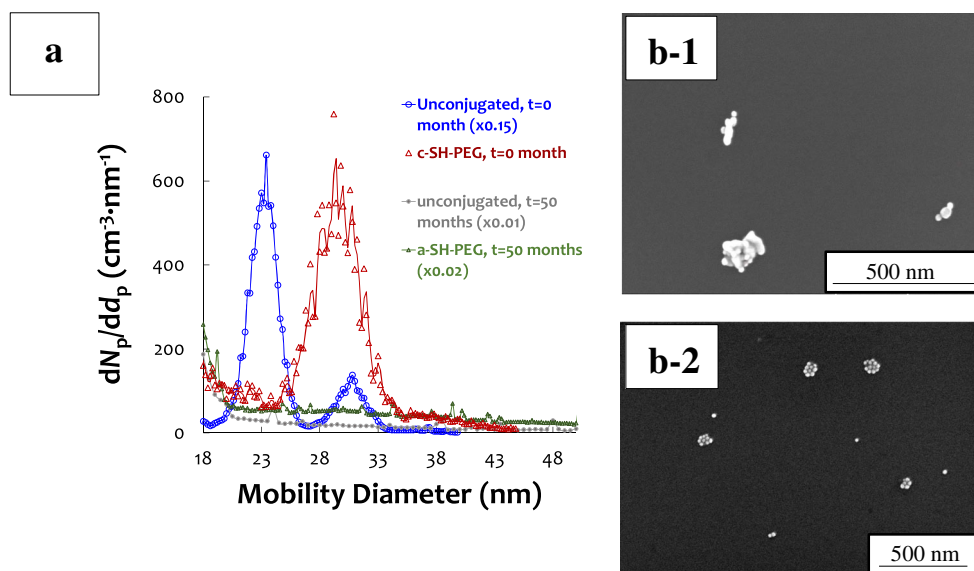 a
b-1
800
600
400
200
0
dNp/ddp (cm-3·nm-1)
Unconjugated, t=0
month (x0.15)
c-SH-PEG, t=0 month
unconjugated, t=50
months (x0.01)
a-SH-PEG, t=50 months
(x0.02)
18 23 28 33 38 43 48
Mobility Diameter (nm)
500 nm
b-2
500 nm